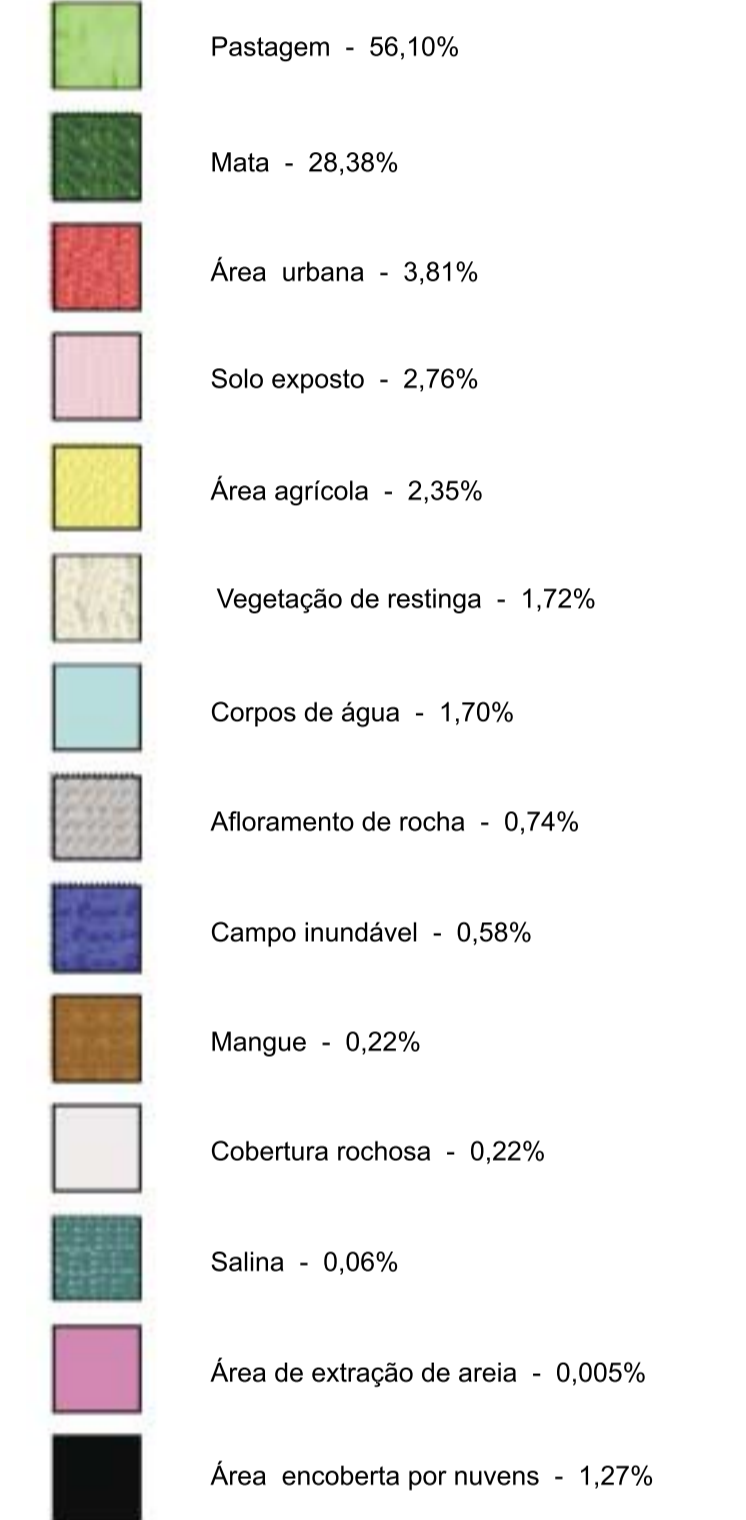 Pastagem - 56,10%
Mata - 28,38%
Área urbana - 3,81%
Solo exposto - 2,76%
Área agrícola - 2,35%
Vegetação de restinga - 1,72%
Corpos de água - 1,70%
Afloramento de rocha - 0,74%
Campo inundável - 0,58%
Mangue - 0,22%
Cobertura rochosa - 0,22%
Salina - 0,06%
Área de extração de areia - 0,005%
Área encoberta por nuvens - 1,27%